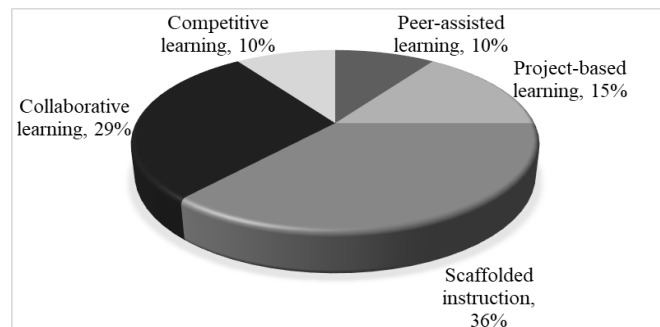 Competitive
learning, 10%
Peer-assisted
learning, 10%
Project-based
learning, 15%
Collaborative
learning, 29%
Scaffolded
instruction,
36%